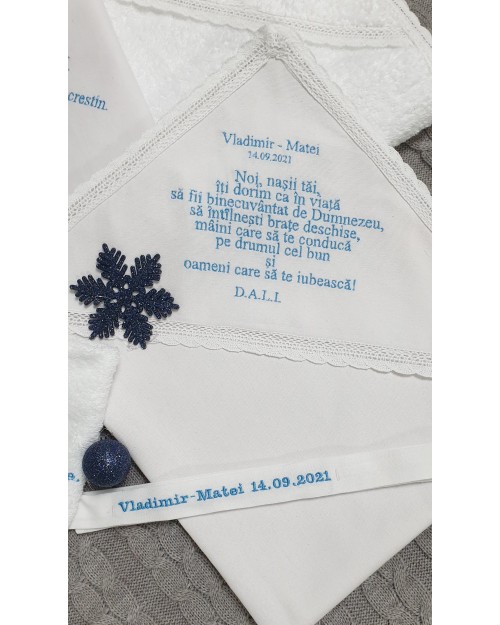 crestin.
Vladimir - Matei
14.09.2021
Noi, nașii tăi,
îți dorim ca în viață
să fii binecuvântat de Dumnezeu,
să întîlnești brațe deschise,
mâini care să te conducă
pe drumul cel bun
și
oameni care să te iubească!
D.A.L.I.
Vladimir-Matei 14.09.2021